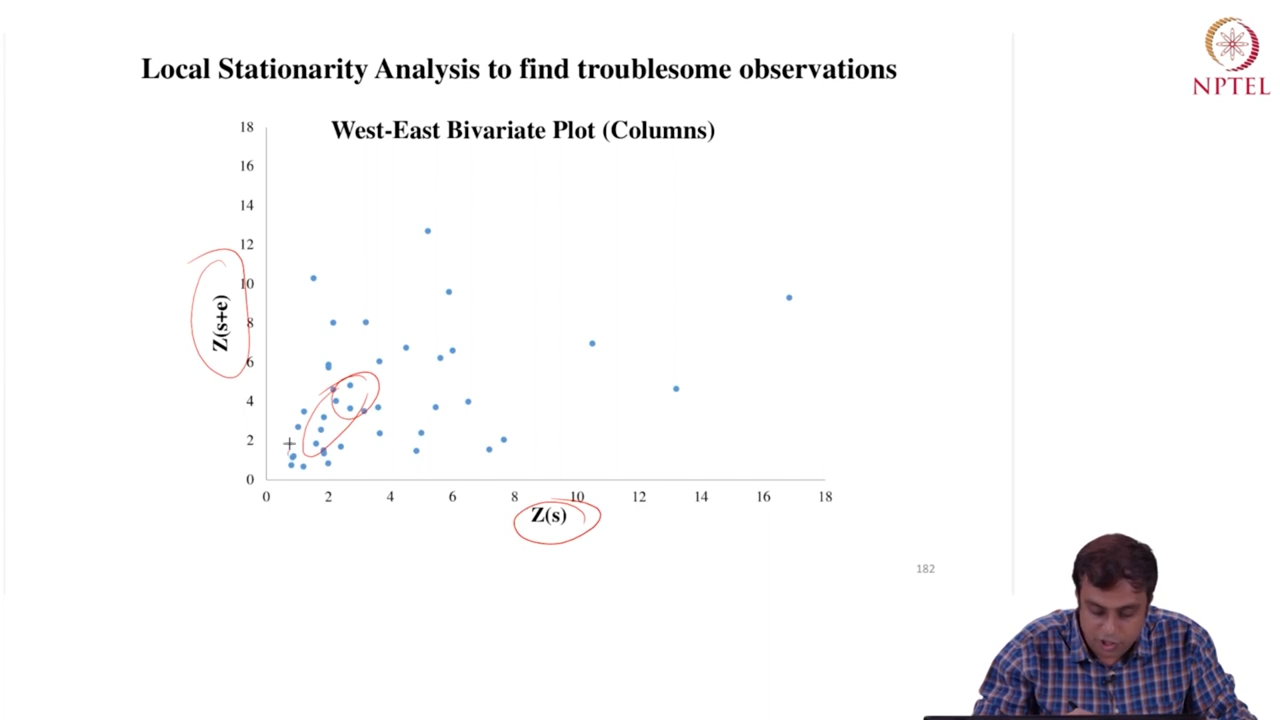 Local Stationarity Analysis to find troublesome observations
NPTEL
West-East Bivariate Plot (Columns)
18
16
14
12
10
8
6
4
2
0
Z(s+e)
0 2 4 6 8 10 12 14 16 18
Z(s)
182